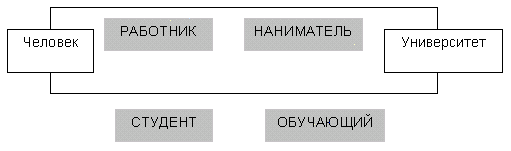 РАБОТНИК НАНИМАТЕЛЬ
Человек Университет
СТУДЕНТ ОБУЧАЮЩИЙ